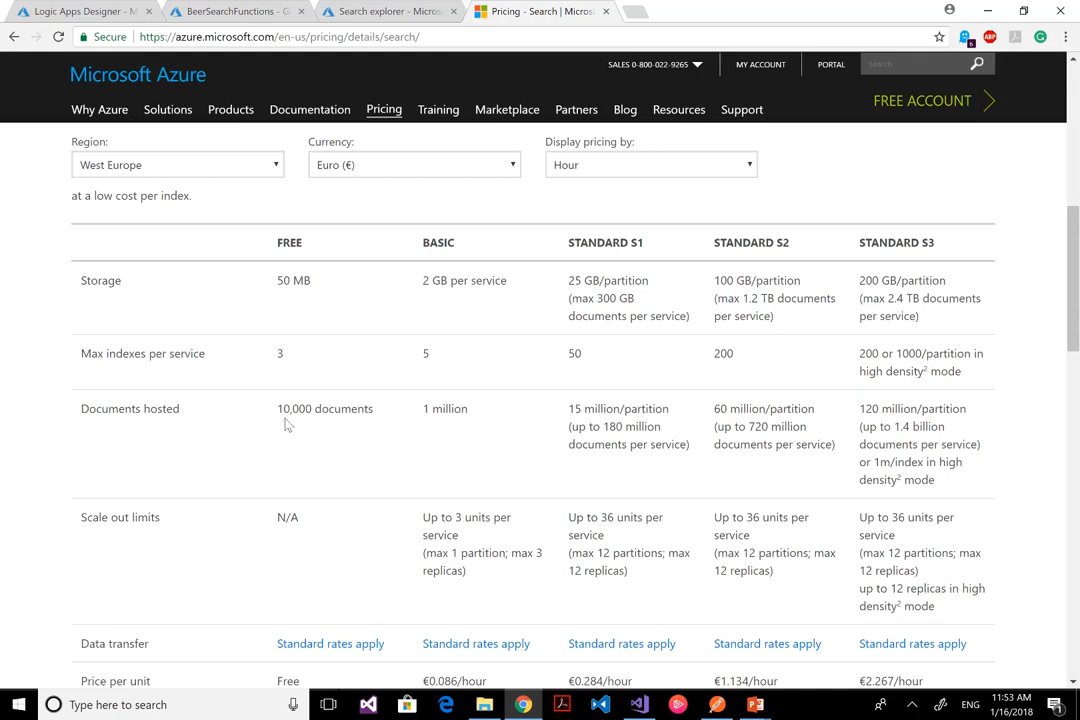 Logic Apps Designer - M
BeerSearchFunctions - G
Search explorer - Micros
Pricing - Search | Micros
Secure
https://azure.microsoft.com/en-us/pricing/details/search/
6
ABP
Microsoft Azure
SALES 0-800-022-9265
MY ACCOUNT
PORTAL
Search
Why Azure
Solutions
Products
Documentation
Pricing
Training
Marketplace
Partners
Blog
Resources
Support
FREE ACCOUNT
Region:
Currency:
Display pricing by:
West Europe
Euro (€)
Hour
at a low cost per index.
FREE
BASIC
STANDARD S1
STANDARD S2
STANDARD S3
Storage
50 MB
2 GB per service
25 GB/partition
(max 300 GB
documents per service)
100 GB/partition
(max 1.2 TB documents
per service)
200 GB/partition
(max 2.4 TB documents
per service)
Max indexes per service
3
5
50
200
200 or 1000/partition in
high density2 mode
Documents hosted
10,000 documents
1 million
15 million/partition
(up to 180 million
documents per service)
60 million/partition
(up to 720 million
documents per service)
120 million/partition
(up to 1.4 billion
documents per service)
or 1m/index in high
density2 mode
Scale out limits
N/A
Up to 3 units per
service
(max 1 partition; max 3
replicas)
Up to 36 units per
service
(max 12 partitions; max
12 replicas)
Up to 36 units per
service
(max 12 partitions; max
12 replicas)
Up to 36 units per
service
(max 12 partitions; max
12 replicas)
up to 12 replicas in high
density2 mode
Data transfer
Standard rates apply
Standard rates apply
Standard rates apply
Standard rates apply
Standard rates apply
Price per unit
Free
€0.086/hour
€0.284/hour
€1.134/hour
€2.267/hour
Type here to search
ENG
11:53 AM
1/16/2018
1